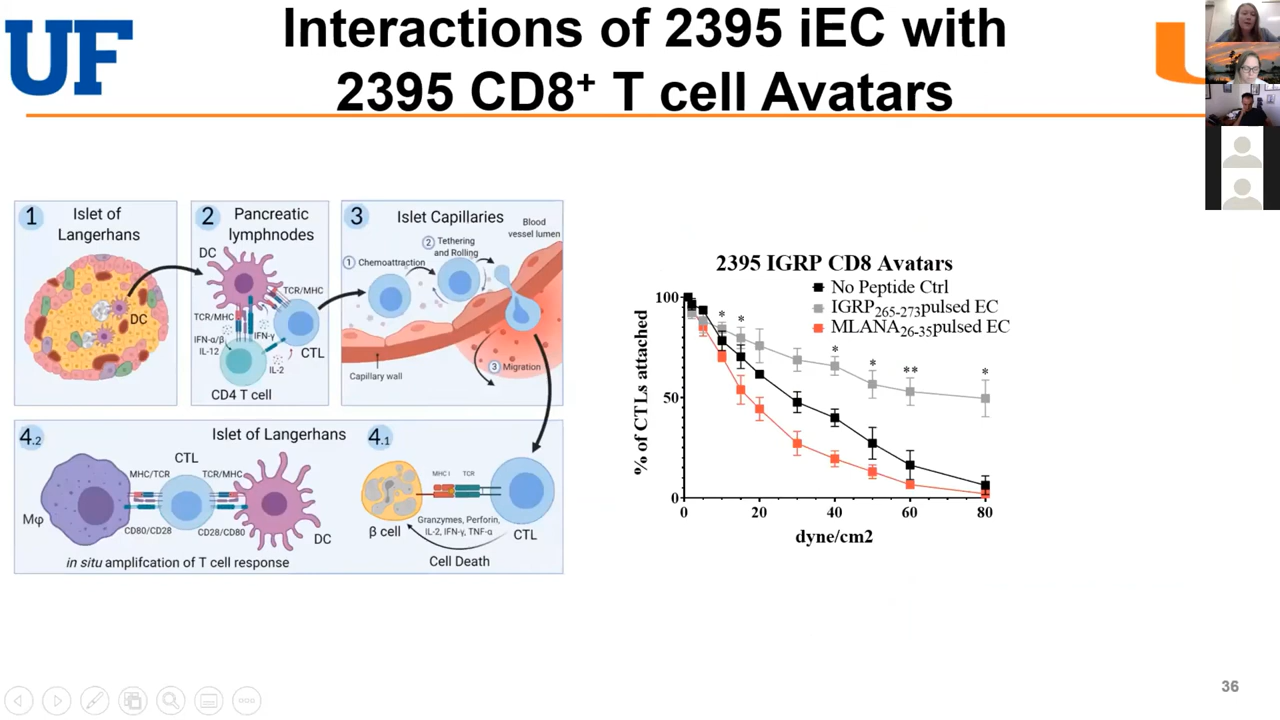 UF
Interactions of 2395 iEC with
2395 CD8+ T cell Avatars
1
Islet of
Langerhans
DC
2
Pancreatic
lymphnodes
DC
TCR/MHC
TCR/MHC
IFN-α/β
IL-12
IFN-γ
CTL
IL-2
CD4 T cell
3
Islet Capillaries
Blood
vessel lumen
1 Chemoattraction
2 Tethering
and Rolling
Capillary wall
3 Migration
4.2
Islet of Langerhans
CTL
MHC/TCR
TCR/MHC
Mφ
CD80/CD28
CD28/CD80
DC
in situ amplifcation of T cell response
4.1
MHC I
TCR
β cell
Granzymes, Perforin,
IL-2, IFN-γ, TNF-α
CTL
Cell Death
2395 IGRP CD8 Avatars
No Peptide Ctrl
IGRP265-273pulsed EC
MLANA26-35pulsed EC
% of CTLs attached
100
50
0
* * * * ** *
0 20 40 60 80
dyne/cm2
36